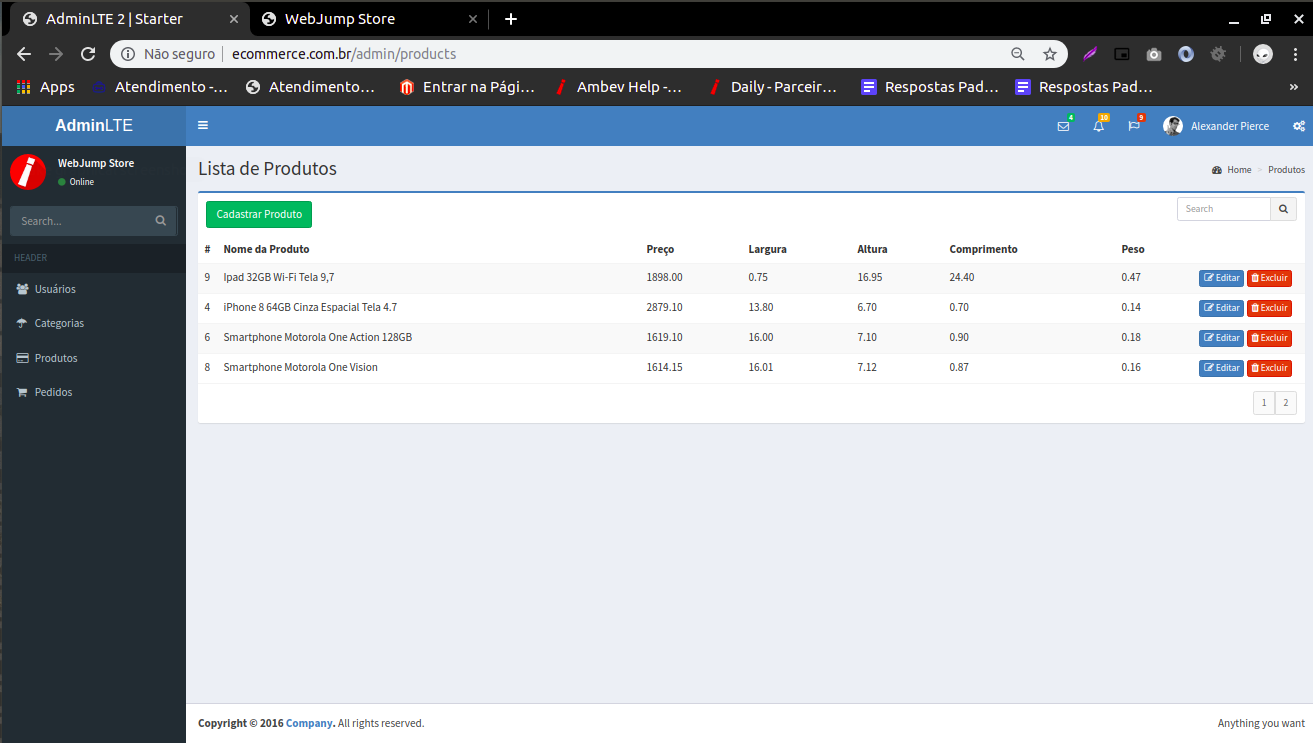 AdminLTE 2 | Starter
WebJump Store
Não seguro | ecommerce.com.br/admin/products
Apps Atendimento -... Atendimento... Entrar na Pági... Ambev Help -... Daily - Parceir... Respostas Pad... Respostas Pad... »
AdminLTE
4 10 9 Alexander Pierce
WebJump Store
Online
Search...
HEADER
Usuários
Categorias
Produtos
Pedidos
Lista de Produtos
Home > Produtos
Cadastrar Produto
Search
# Nome da Produto Preço Largura Altura Comprimento Peso
9 Ipad 32GB Wi-Fi Tela 9,7 1898.00 0.75 16.95 24.40 0.47 Editar Excluir
4 iPhone 8 64GB Cinza Espacial Tela 4.7 2879.10 13.80 6.70 0.70 0.14 Editar Excluir
6 Smartphone Motorola One Action 128GB 1619.10 16.00 7.10 0.90 0.18 Editar Excluir
8 Smartphone Motorola One Vision 1614.15 16.01 7.12 0.87 0.16 Editar Excluir
1 2
Copyright © 2016 Company. All rights reserved.
Anything you want